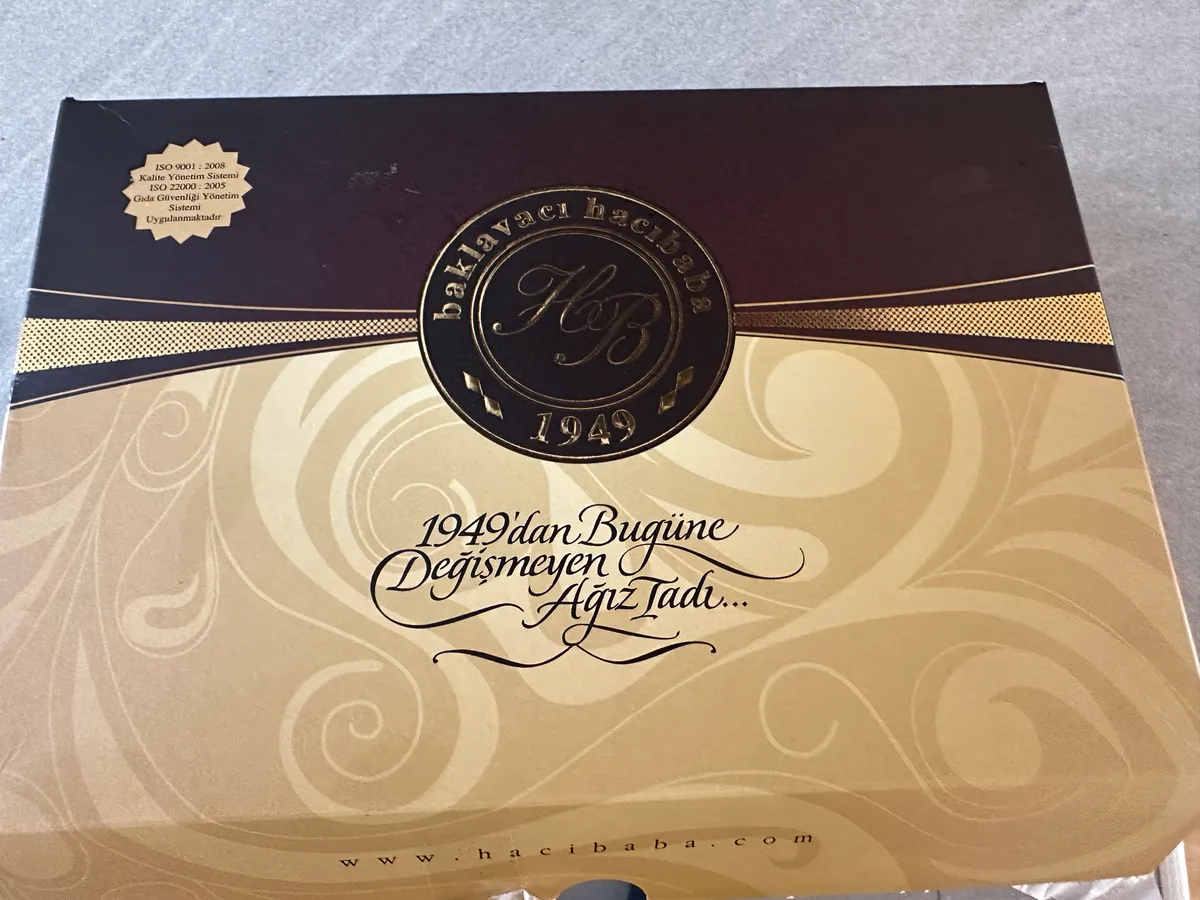 ISO 9001 : 2008
Kalite Yönetim Sistemi
ISO 22000 : 2005
Gıda Güvenliği Yönetim
Sistemi
Uygulanmaktadır
baklavacı hacıbaba
HB
1949
1949'dan Bugüne
Değişmeyen
Ağız Tadı...
www.hacibaba.com